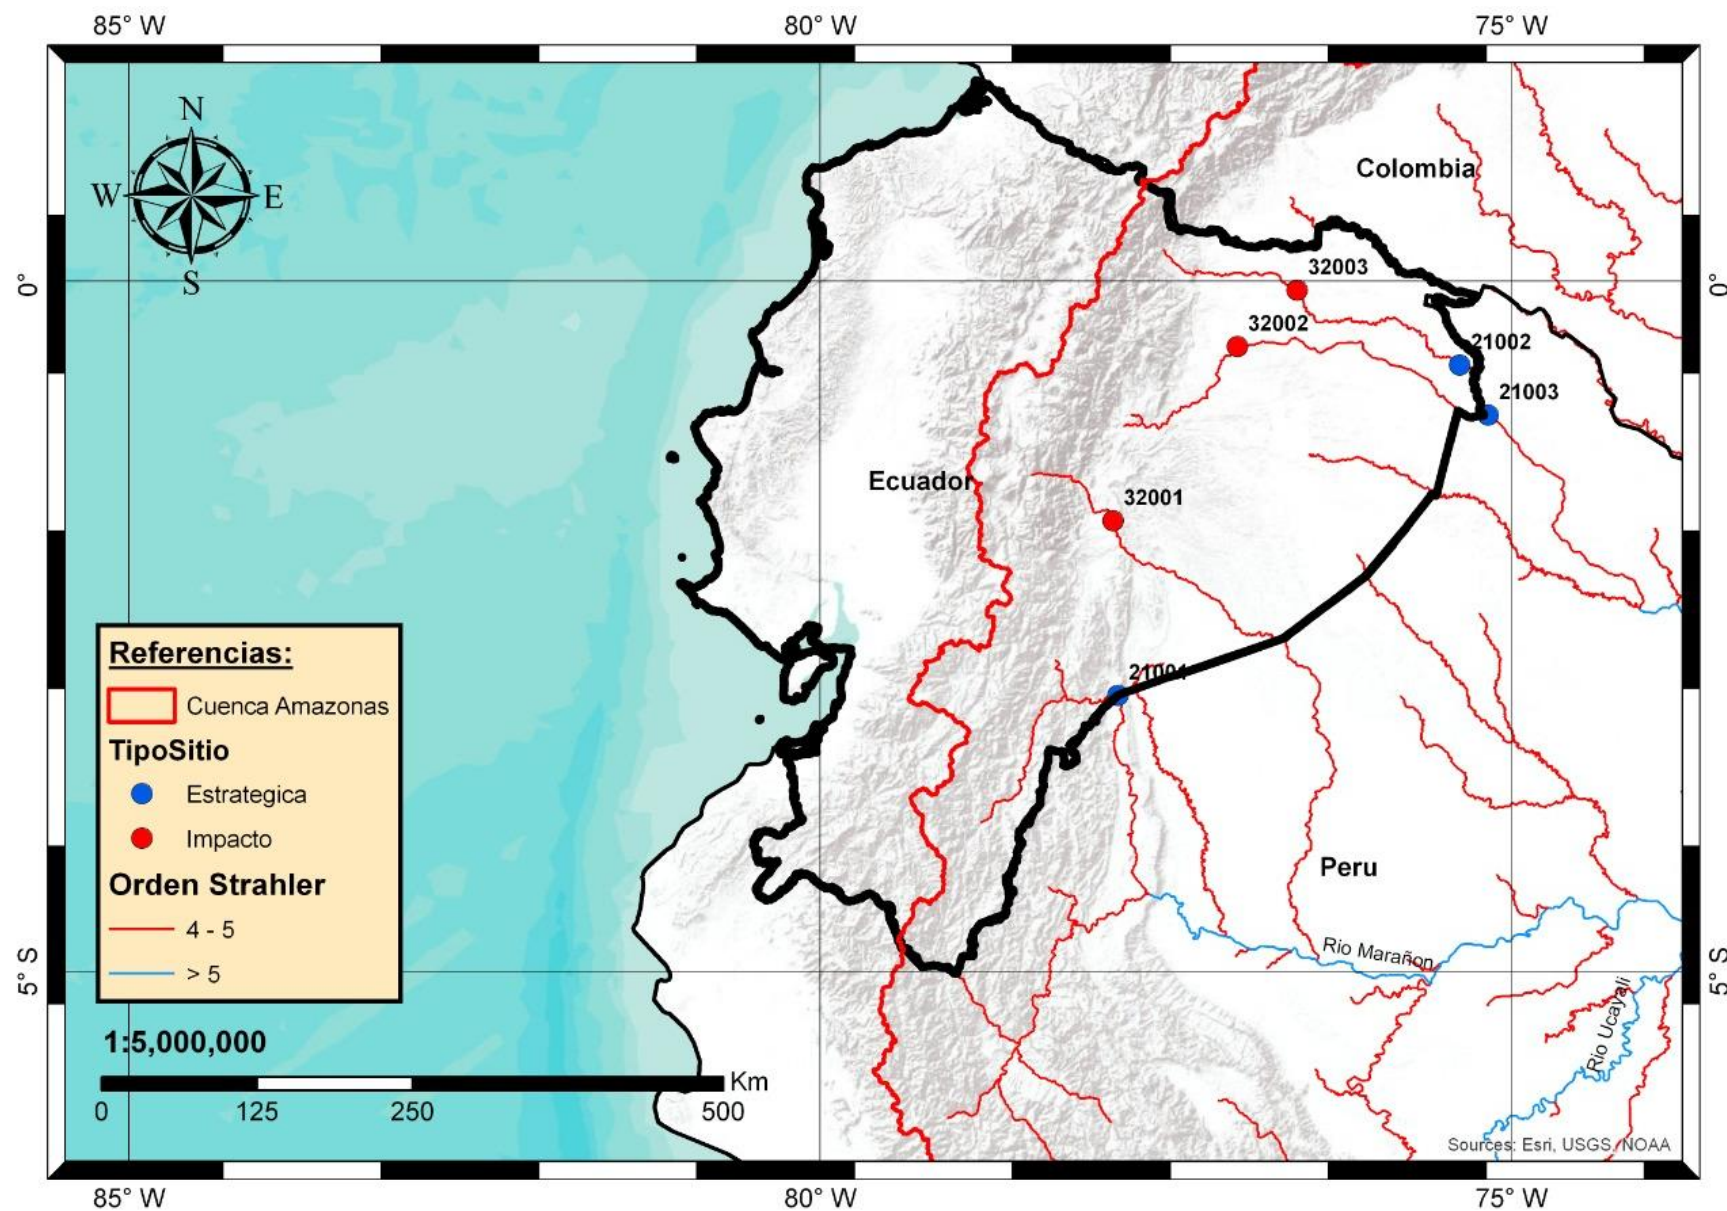 85° W
80° W
75° W
N
W
E
S
Colombia
0°
0°
32003
32002
21002
21003
Ecuador
32001
21001
Referencias:
Cuenca Amazonas
TipoSitio
Estrategica
Impacto
Orden Strahler
4 - 5
> 5
Peru
Rio Marañon
5° S
5° S
Rio Ucayali
1:5,000,000
Km
0
125
250
500
Sources: Esri, USGS, NOAA
85° W
80° W
75° W